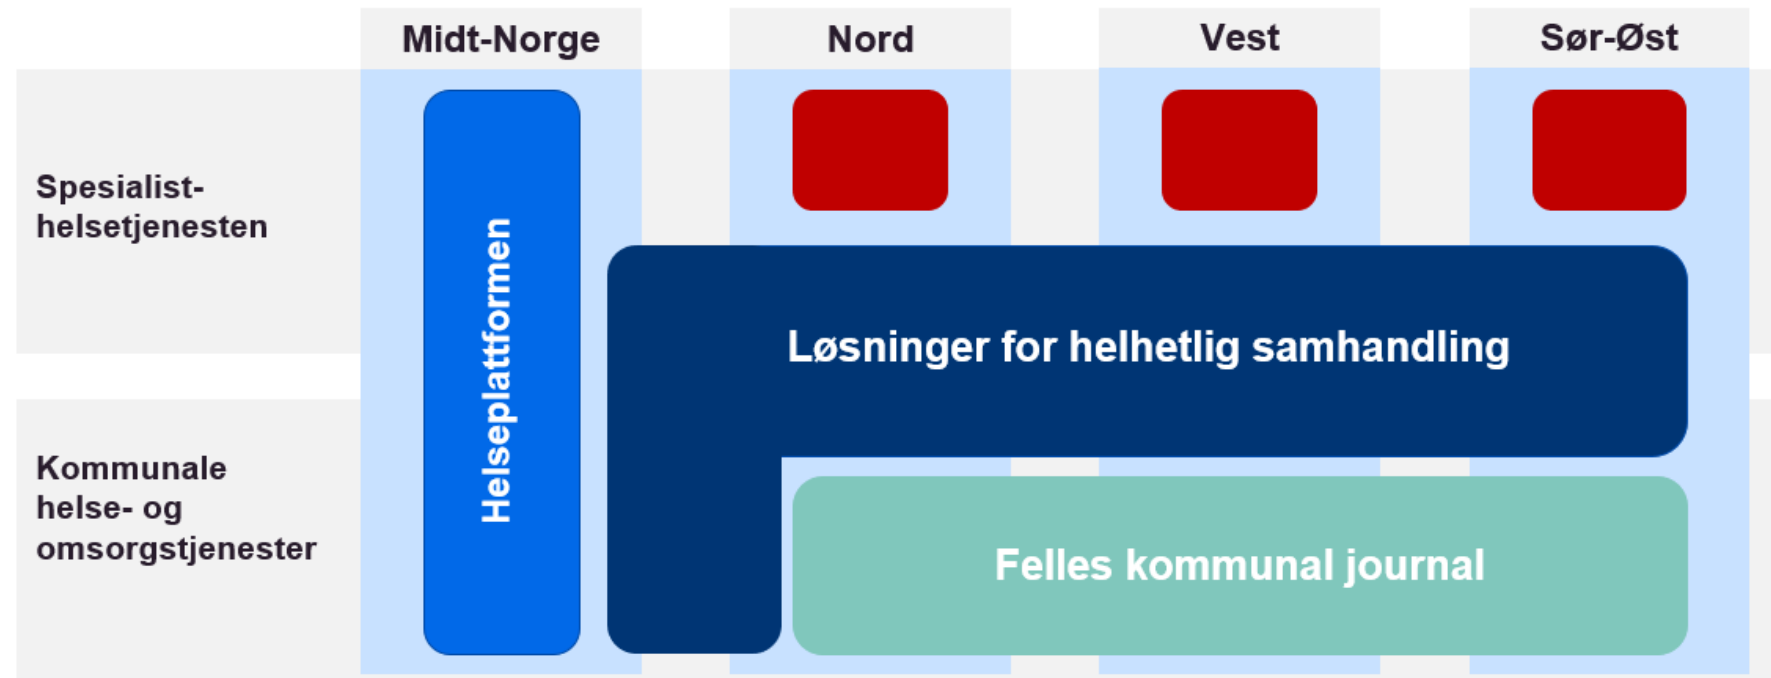 Midt-Norge
Nord
Vest
Sør-Øst
Spesialist-
helsetjenesten
Helseplattformen
Løsninger for helhetlig samhandling
Kommunale
helse- og
omsorgstjenester
Felles kommunal journal